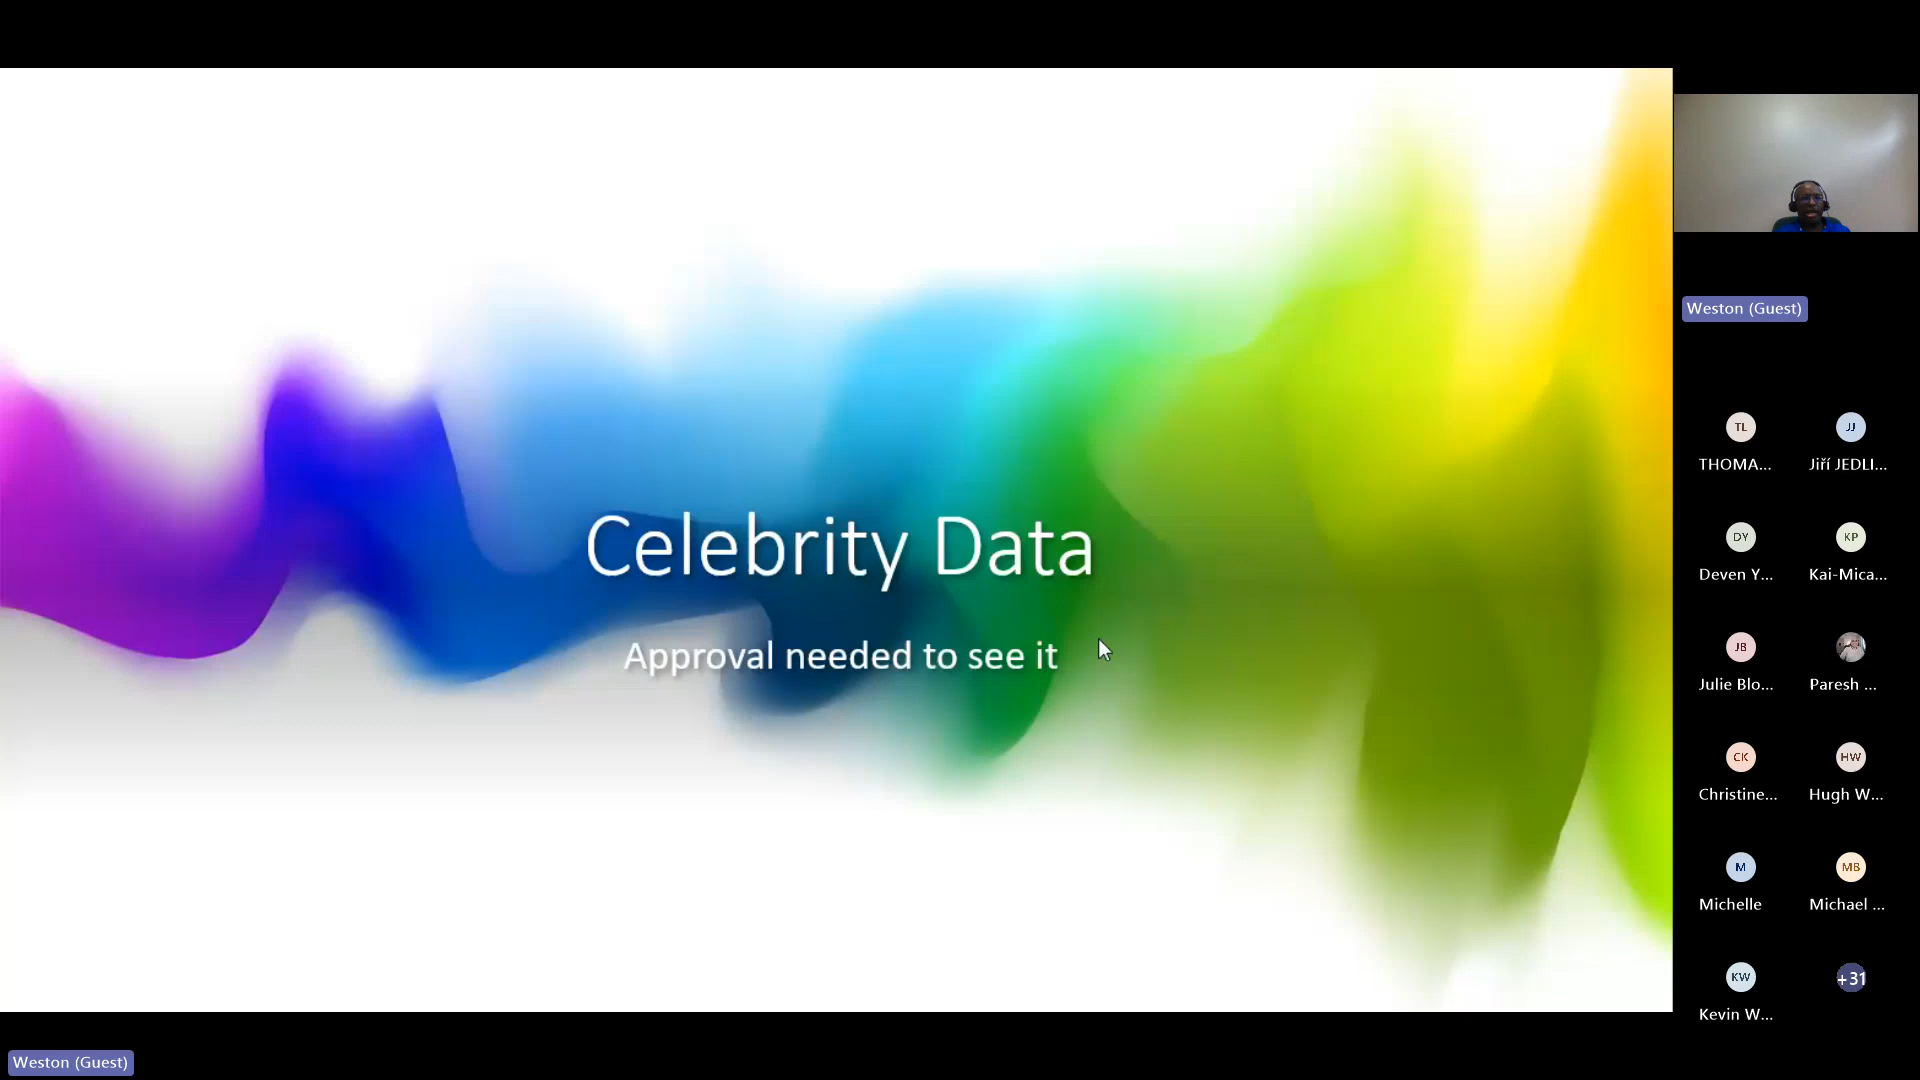 Celebrity Data
Approval needed to see it
Weston (Guest)
TL
JJ
THOMA...
Jiří JEDLI...
DY
KP
Deven Y...
Kai-Mica...
JB
Julie Blo...
Paresh ...
CK
HW
Christine...
Hugh W...
M
MB
Michelle
Michael ...
KW
+31
Kevin W...
Weston (Guest)